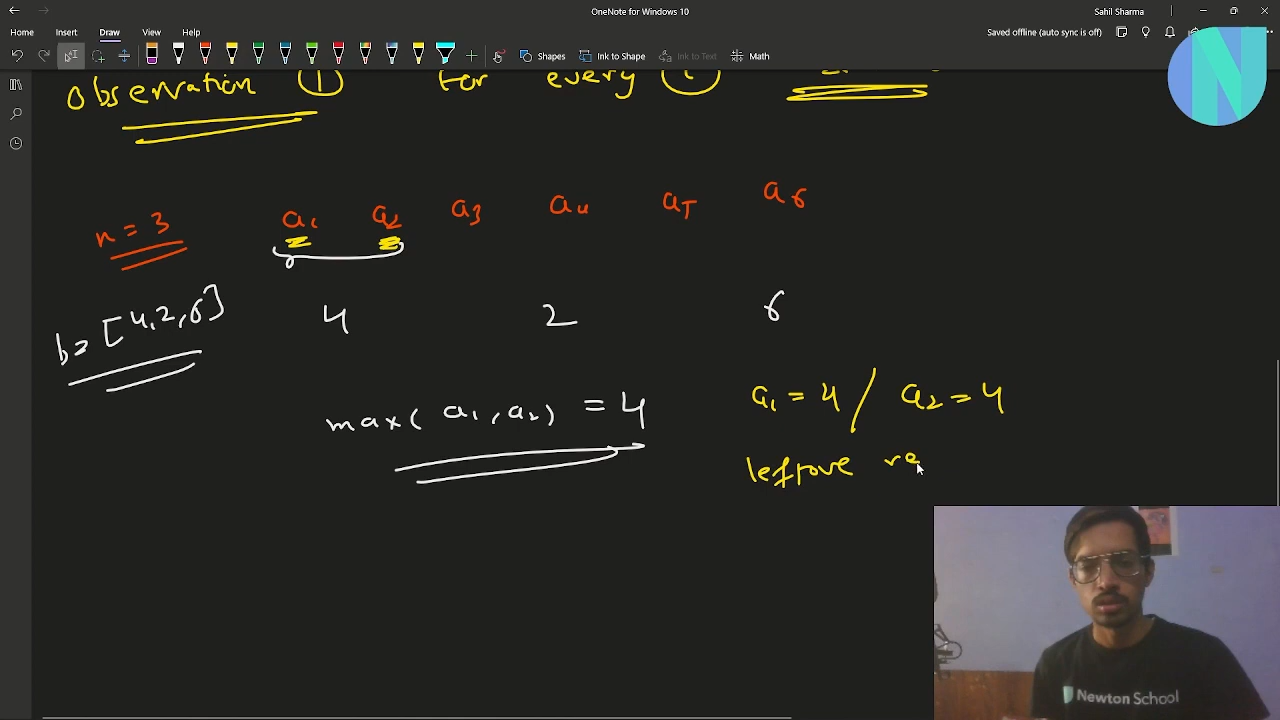 OneNote for Windows 10
Sahil Sharma
Home Insert Draw View Help
Saved offline (auto sync is off)
Shapes Ink to Shape Ink to Text Math
observation ① for every i
n = 3 a1 a2 a3 a4 a5 a6
b = [4,2,6] 4 2 6
max( a1, a2) = 4
a1 = 4 / a2 = 4
leftove re
Newton School